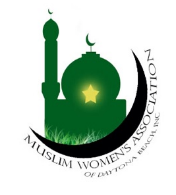 MUSLIM WOMEN'S ASSOCIATION
OF DAYTONA BEACH, INC